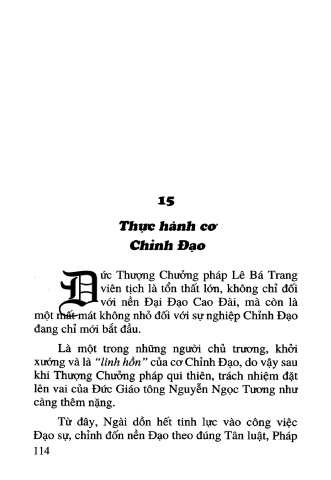 15
Thực hành cơ
Chỉnh Đạo
Đức Thượng Chưởng pháp Lê Bá Trang
viên tịch là tổn thất lớn, không chỉ đối
với nền Đại Đạo Cao Đài, mà còn là
một mất mát không nhỏ đối với sự nghiệp Chỉnh Đạo
đang chỉ mới bắt đầu.
Là một trong những người chủ trương, khởi
xướng và là “linh hồn” của cơ Chỉnh Đạo, do vậy sau
khi Thượng Chưởng pháp qui thiên, trách nhiệm đặt
lên vai của Đức Giáo tông Nguyễn Ngọc Tương như
càng thêm nặng.
Từ đây, Ngài dồn hết tinh lực vào công việc
Đạo sự, chỉnh đốn nền Đạo theo đúng Tân luật, Pháp
114